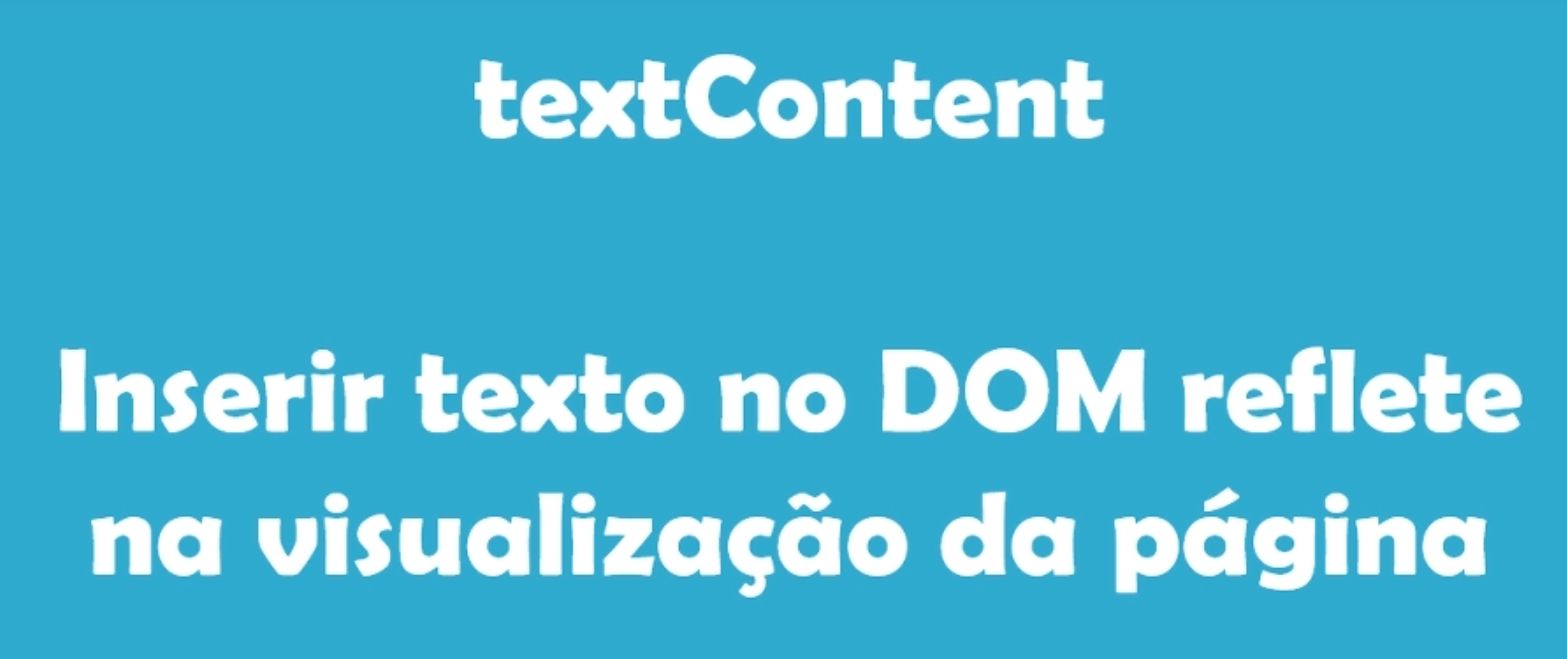 textContent
Inserir texto no DOM reflete
na visualização da página